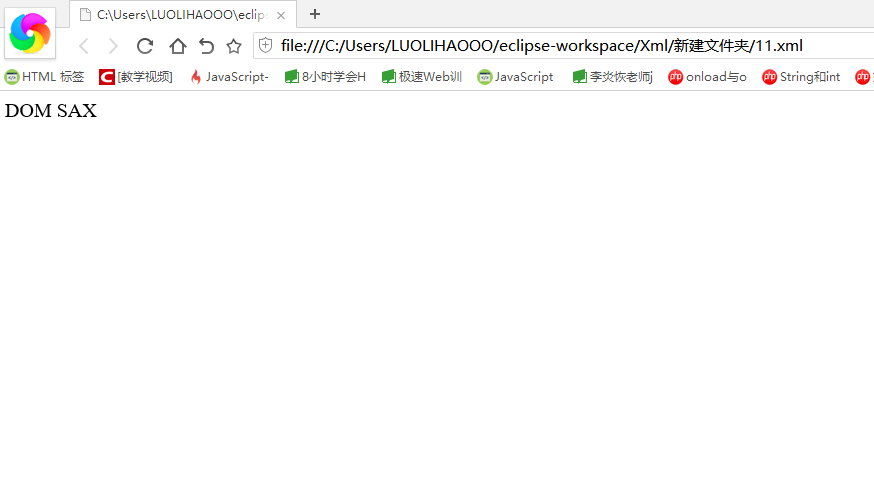 C:\Users\LUOLIHAOOO\eclip
file:///C:/Users/LUOLIHAOOO/eclipse-workspace/Xml/新建文件夹/11.xml
HTML 标签 [教学视频] JavaScript- 8小时学会H 极速Web训 JavaScript 李炎恢老师j onload与o String和int
DOM SAX